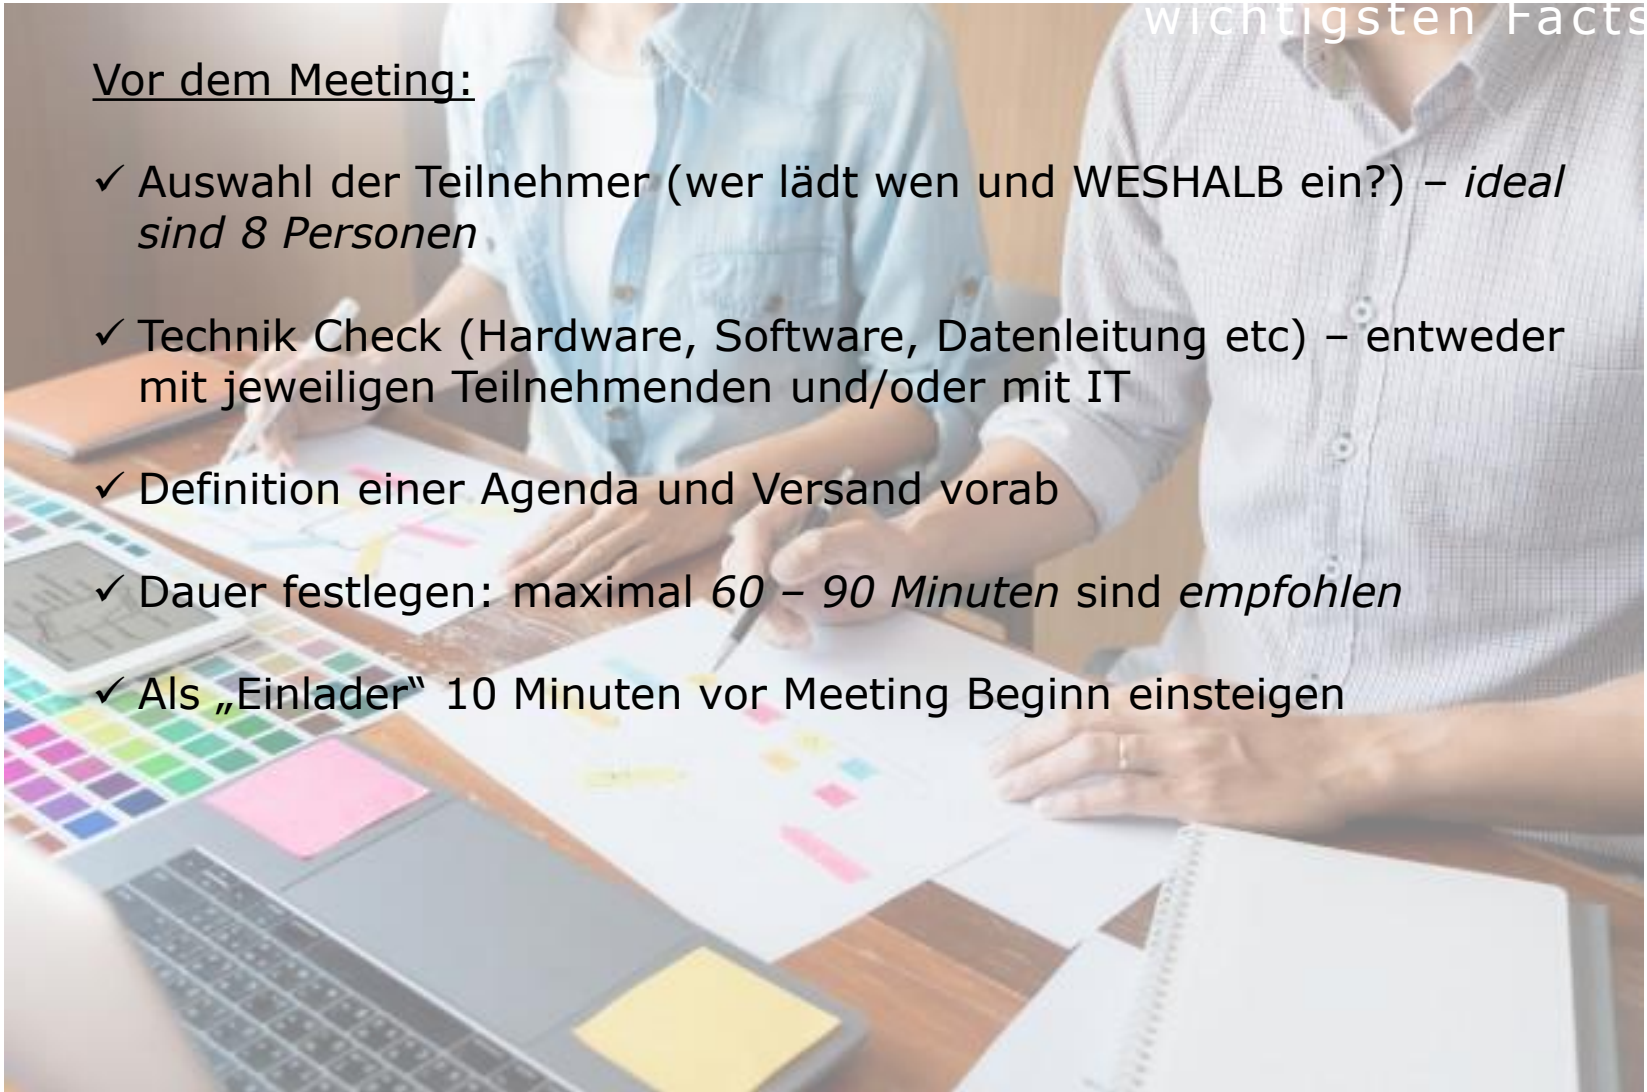 wichtigsten Facts
Vor dem Meeting:
✓ Auswahl der Teilnehmer (wer lädt wen und WESHALB ein?) – ideal
sind 8 Personen
✓ Technik Check (Hardware, Software, Datenleitung etc) – entweder
mit jeweiligen Teilnehmenden und/oder mit IT
✓ Definition einer Agenda und Versand vorab
✓ Dauer festlegen: maximal 60 – 90 Minuten sind empfohlen
✓ Als „Einlader“ 10 Minuten vor Meeting Beginn einsteigen